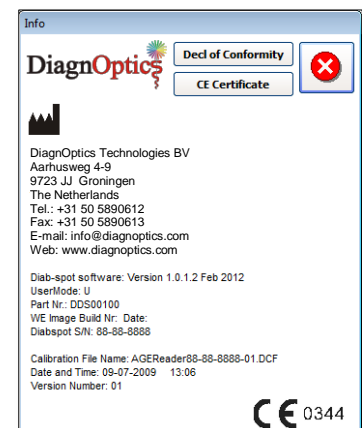 Info
DiagnOptics
Decl of Conformity
CE Certificate
DiagnOptics Technologies BV
Aarhusweg 4-9
9723 JJ Groningen
The Netherlands
Tel.: +31 50 5890612
Fax: +31 50 5890613
E-mail: info@diagnoptics.com
Web: www.diagnoptics.com
Diab-spot software: Version 1.0.1.2 Feb 2012
UserMode: U
Part Nr.: DDS00100
WE Image Build Nr: Date:
Diabspot S/N: 88-88-8888
Calibration File Name: AGEReader88-88-8888-01.DCF
Date and Time: 09-07-2009 13:06
Version Number: 01
CE 0344